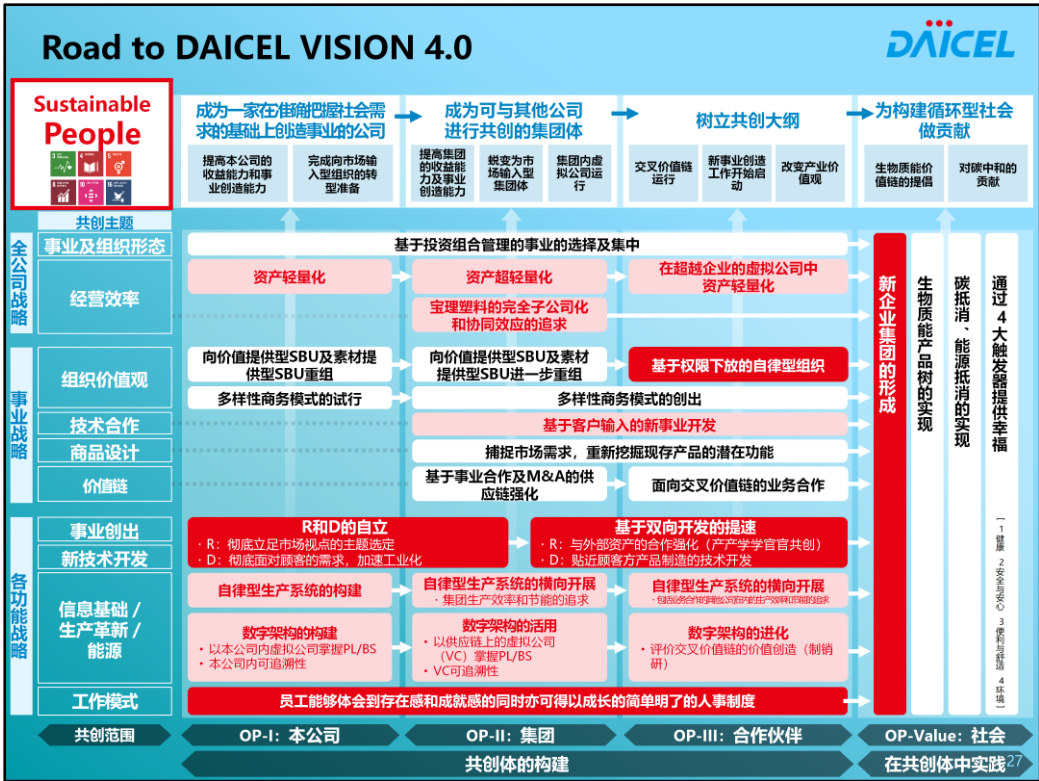 Road to DAICEL VISION 4.0
DAICEL
Sustainable
People
3
4
5
8
10
16
成为一家在准确把握社会需
求的基础上创造事业的公司
提高本公司的
收益能力和事
业创造能力
完成向市场输
入型组织的转
型准备
成为可与其他公司
进行共创的集团体
提高集团
的收益能
力及事业
创造能力
蜕变为市
场输入型
集团体
集团内虚
拟公司运
行
树立共创大纲
交叉价值链
运行
新事业创造
工作开始启
动
改变产业价
值观
为构建循环型社会
做贡献
生物质能价
值链的提倡
对碳中和的
贡献
共创主题
全公司战略
事业及组织形态
基于投资组合管理的事业的选择及集中
经营效率
资产轻量化
资产超轻量化
在超越企业的虚拟公司中
资产轻量化
宝理塑料的完全子公司化
和协同效应的追求
事业战略
组织价值观
向价值提供型SBU及素材提
供型SBU重组
向价值提供型SBU及素材
提供型SBU进一步重组
基于权限下放的自律型组织
多样性商务模式的试行
多样性商务模式的创出
技术合作
基于客户输入的新事业开发
商品设计
捕捉市场需求，重新挖掘现存产品的潜在功能
价值链
基于事业合作及M&A的供
应链强化
面向交叉价值链的业务合作
各功能战略
事业创出
新技术开发
R和D的自立
· R：彻底立足市场视点的主题选定
· D：彻底面对顾客的需求，加速工业化
基于双向开发的提速
· R：与外部资产的合作强化（产产学学官官共创）
· D：贴近顾客方产品制造的技术开发
信息基础 /
生产革新 /
能源
自律型生产系统的构建
自律型生产系统的横向开展
· 集团生产效率和节能的追求
自律型生产系统的横向开展
· 包括业务合作的其他公司在内的生产效率和节能的追求
数字架构的构建
• 以本公司内虚拟公司掌握PL/BS
• 本公司内可追溯性
数字架构的活用
• 以供应链上的虚拟公司
（VC）掌握PL/BS
• VC可追溯性
数字架构的进化
• 评价交叉价值链的价值创造（制销
研）
工作模式
员工能够体会到存在感和成就感的同时亦可得以成长的简单明了的人事制度
新企业集团的形成
生物质能产品树的实现
碳抵消、能源抵消的实现
通过4大触发器提供幸福
[1健康 2安全与安心 3便利与舒适 4环境]
共创范围
OP-I：本公司
OP-II：集团
OP-III：合作伙伴
OP-Value：社会
共创体的构建
在共创体中实践
27